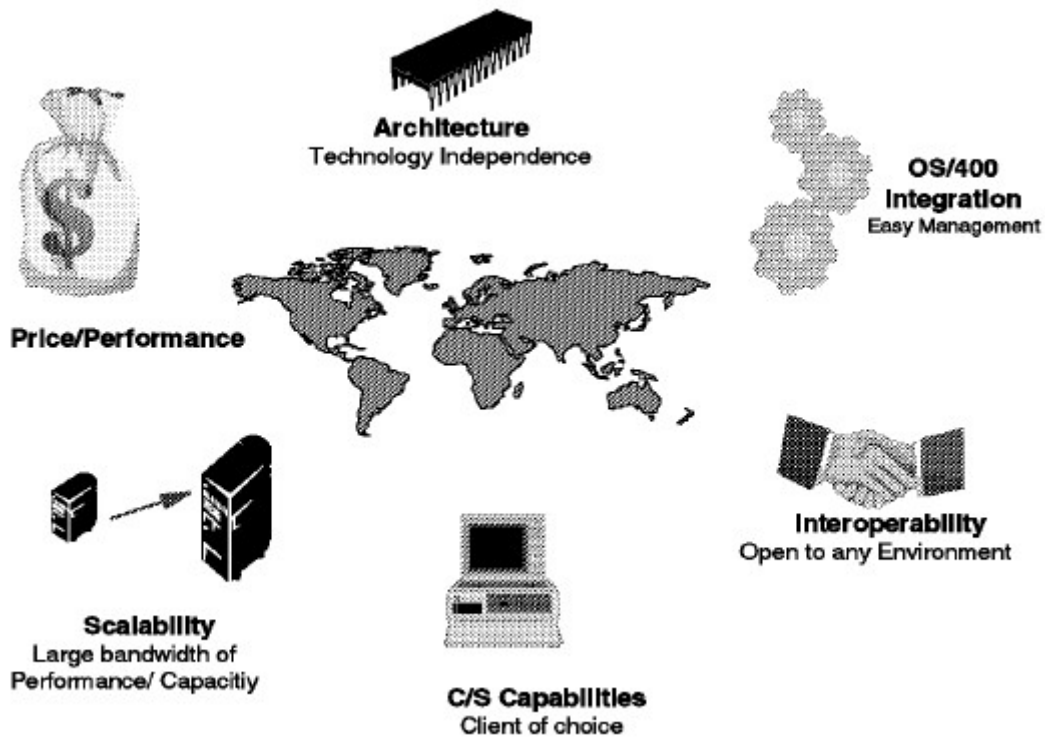 Architecture
Technology Independence
OS/400
Integration
Easy Management
$
Price/Performance
Interoperability
Open to any Environment
Scalability
Large bandwidth of
Performance/ Capacitiy
C/S Capabilities
Client of choice